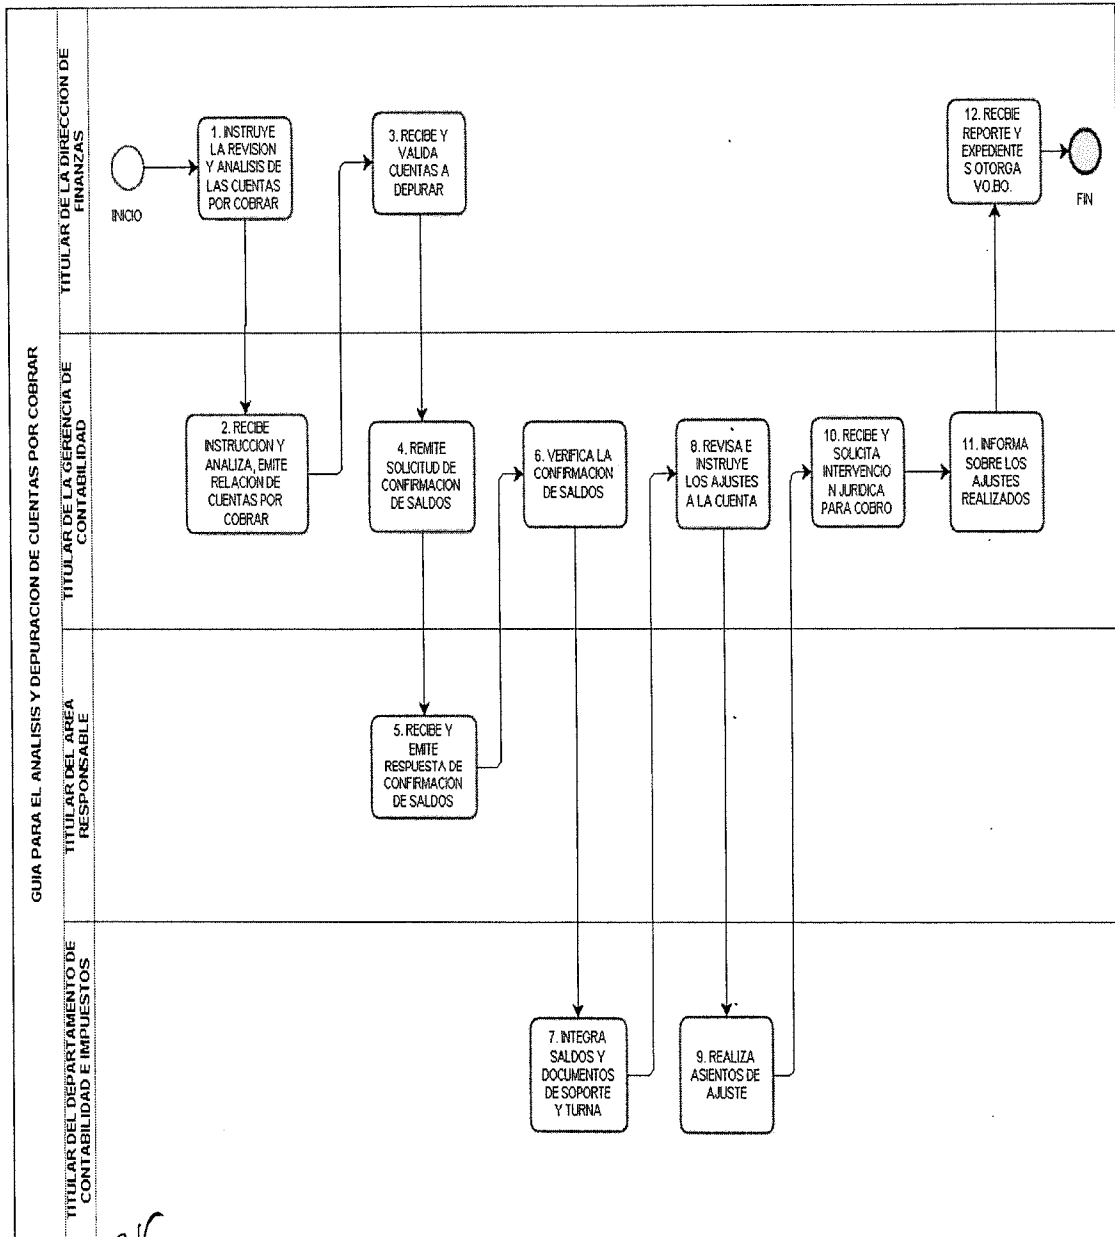 GUIA PARA EL ANALISIS Y DEPURACION DE CUENTAS POR COBRAR
TITULAR DE LA DIRECCION DE
FINANZAS
INICIO
1. INSTRUYE
LA REVISION
Y ANALISIS DE
LAS CUENTAS
POR COBRAR
3. RECIBE Y
VALIDA
CUENTAS A
DEPURAR
12. RECBIE
REPORTE Y
EXPEDIENTE
S OTORGA
VO.BO.
FIN
TITULAR DE LA GERENCIA DE
CONTABILIDAD
2. RECIBE
INSTRUCCION Y
ANALIZA, EMITE
RELACION DE
CUENTAS POR
COBRAR
4. REMITE
SOLICITUD DE
CONFIRMACION
DE SALDOS
6. VERIFICA LA
CONFIRMACION
DE SALDOS
8. REVISA E
INSTRUYE
LOS AJUSTES
A LA CUENTA
10. RECIBE Y
SOLICITA
INTERVENCIO
N JURIDICA
PARA COBRO
11. INFORMA
SOBRE LOS
AJUSTES
REALIZADOS
TITULAR DEL AREA
RESPONSABLE
5. RECIBE Y
EMITE
RESPUESTA DE
CONFIRMACION
DE SALDOS
TITULAR DEL DEPARTAMENTO DE
CONTABILIDAD E IMPUESTOS
7. INTEGRA
SALDOS Y
DOCUMENTOS
DE SOPORTE
Y TURNA
9. REALIZA
ASIENTOS DE
AJUSTE